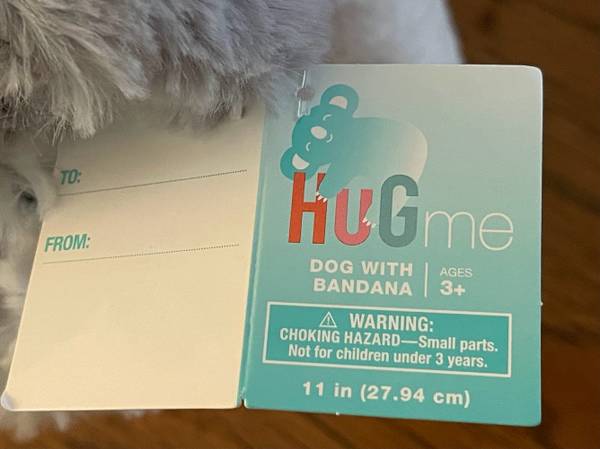 TO:
FROM:
HuGme
DOG WITH
BANDANA
AGES
3+
⚠ WARNING:
CHOKING HAZARD—Small parts.
Not for children under 3 years.
11 in (27.94 cm)